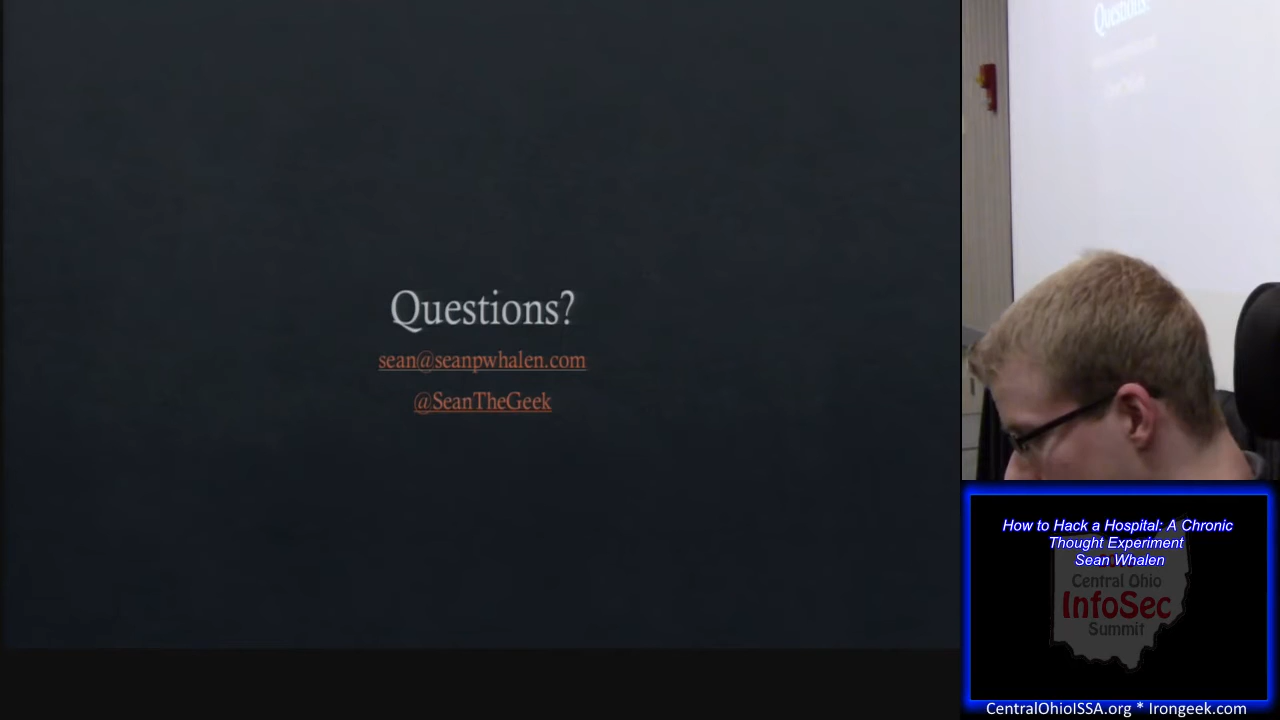 Questions?
sean@seanpwhalen.com
@SeanTheGeek
Questions?
How to Hack a Hospital: A Chronic
Thought Experiment
Sean Whalen
Central Ohio
InfoSec
Summit
CentralOhioISSA.org * Irongeek.com